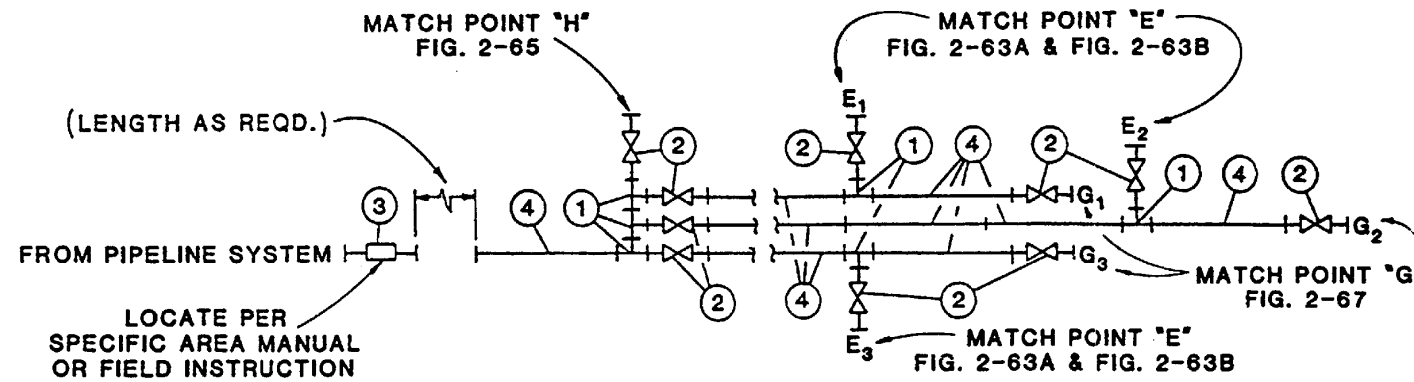 MATCH POINT "H"
FIG. 2-65
MATCH POINT "E"
FIG. 2-63A & FIG. 2-63B
(LENGTH AS REQD.)
E1
E2
2
2
1
4
2
1
4
2
3
4
1
G1
G2
FROM PIPELINE SYSTEM
G3
MATCH POINT "G
FIG. 2-67
2
4
2
LOCATE PER
SPECIFIC AREA MANUAL
OR FIELD INSTRUCTION
E3
MATCH POINT "E"
FIG. 2-63A & FIG. 2-63B